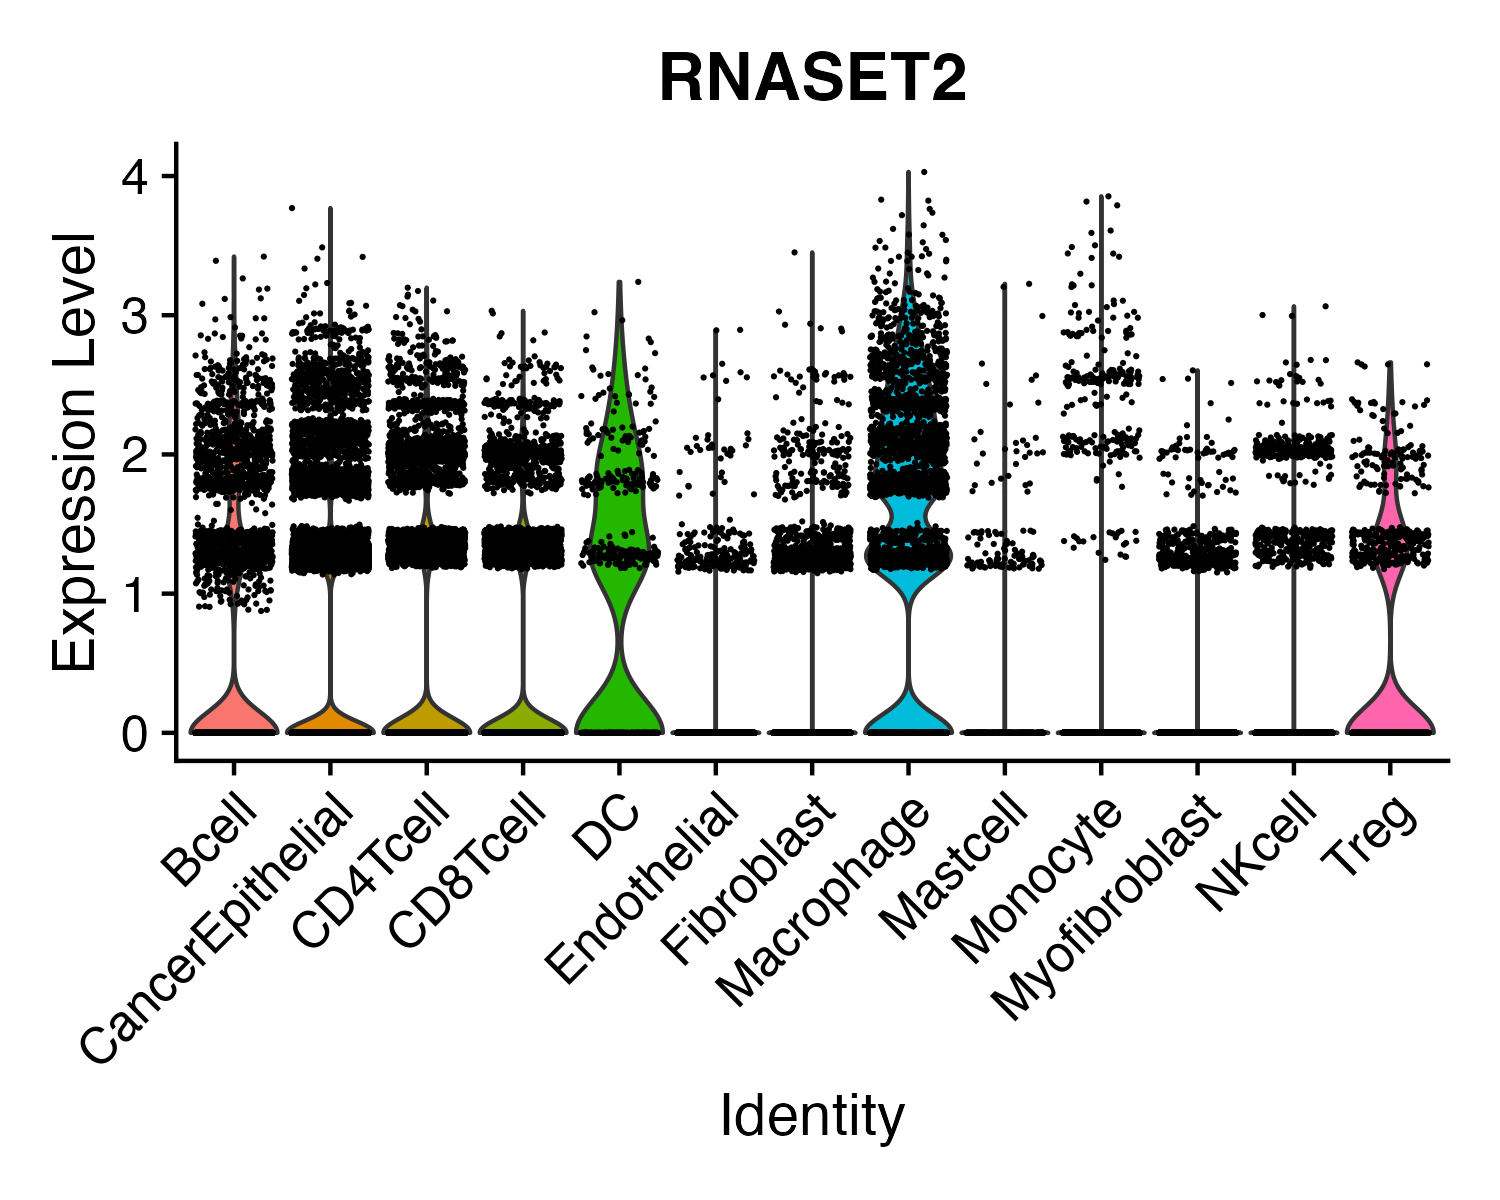 RNASET2
Expression Level
4
3
2
1
0
Bcell
CancerEpithelial
CD4Tcell
CD8Tcell
DC
Endothelial
Fibroblast
Macrophage
Mastcell
Monocyte
Myofibroblast
NKcell
Treg
Identity